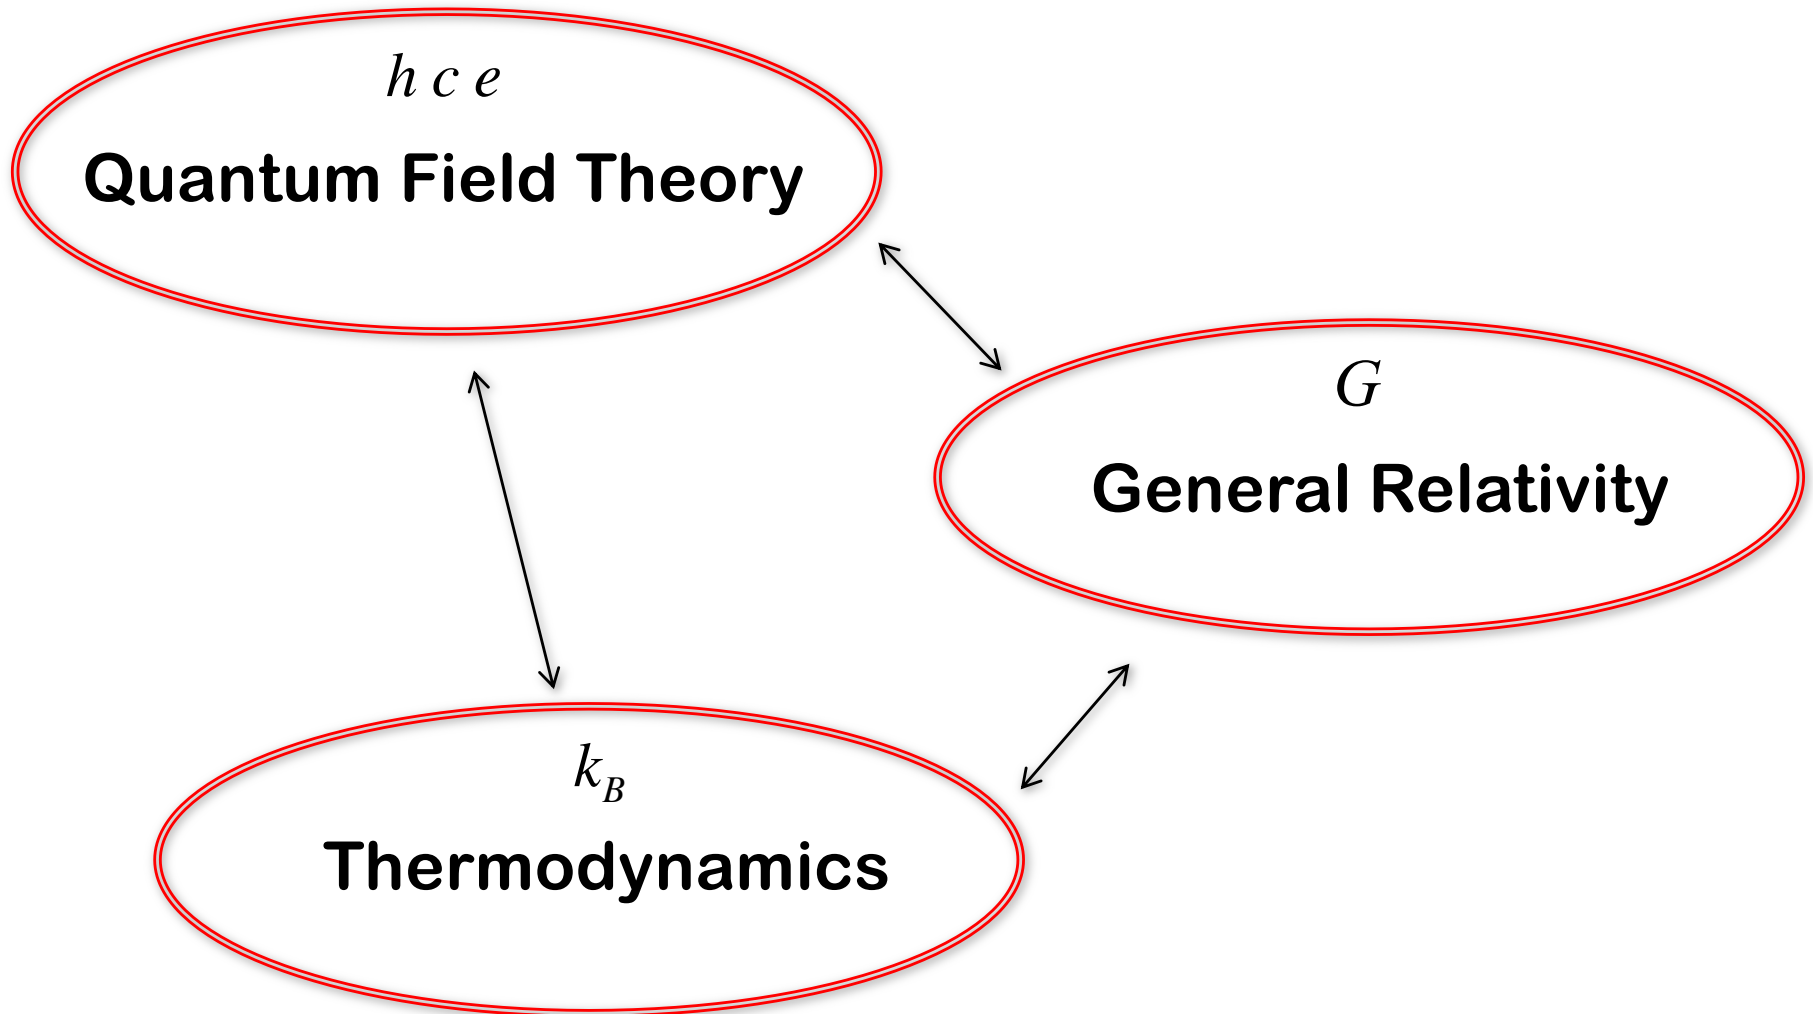 h c e
Quantum Field Theory
G
General Relativity
k_B
Thermodynamics